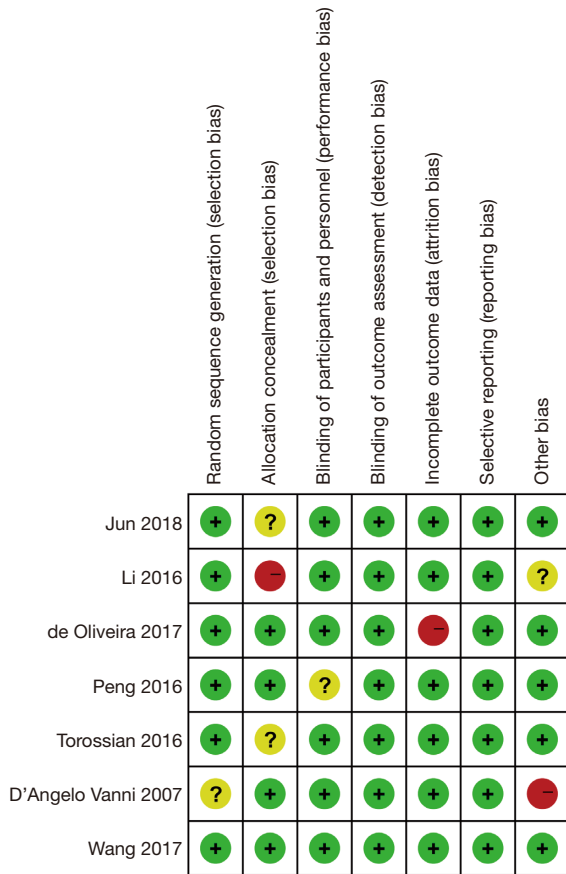 Random sequence generation (selection bias)
Allocation concealment (selection bias)
Blinding of participants and personnel (performance bias)
Blinding of outcome assessment (detection bias)
Incomplete outcome data (attrition bias)
Selective reporting (reporting bias)
Other bias
Jun 2018 + ? + + + + +
Li 2016 + – + + + + ?
de Oliveira 2017 + + + + – + +
Peng 2016 + + ? + + + +
Torossian 2016 + ? + + + + +
D’Angelo Vanni 2007 ? + + + + + –
Wang 2017 + + + + + + +